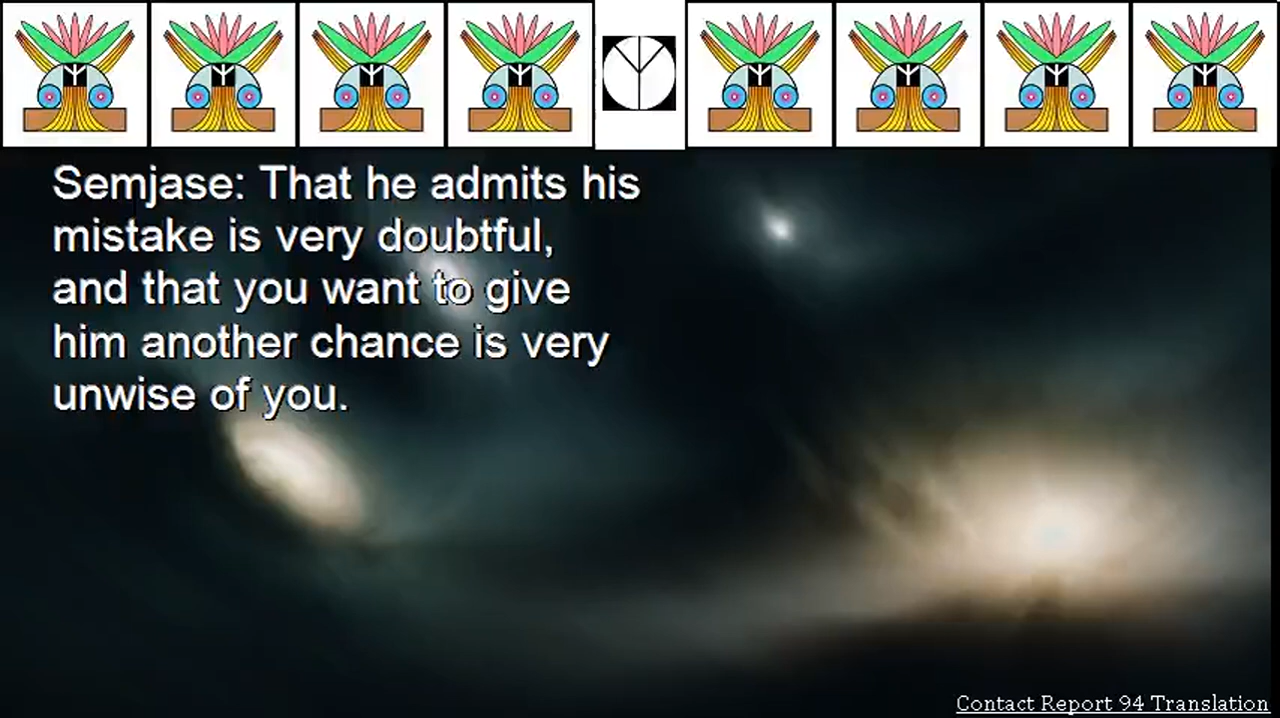 Semjase: That he admits his
mistake is very doubtful,
and that you want to give
him another chance is very
unwise of you.
Contact Report 94 Translation